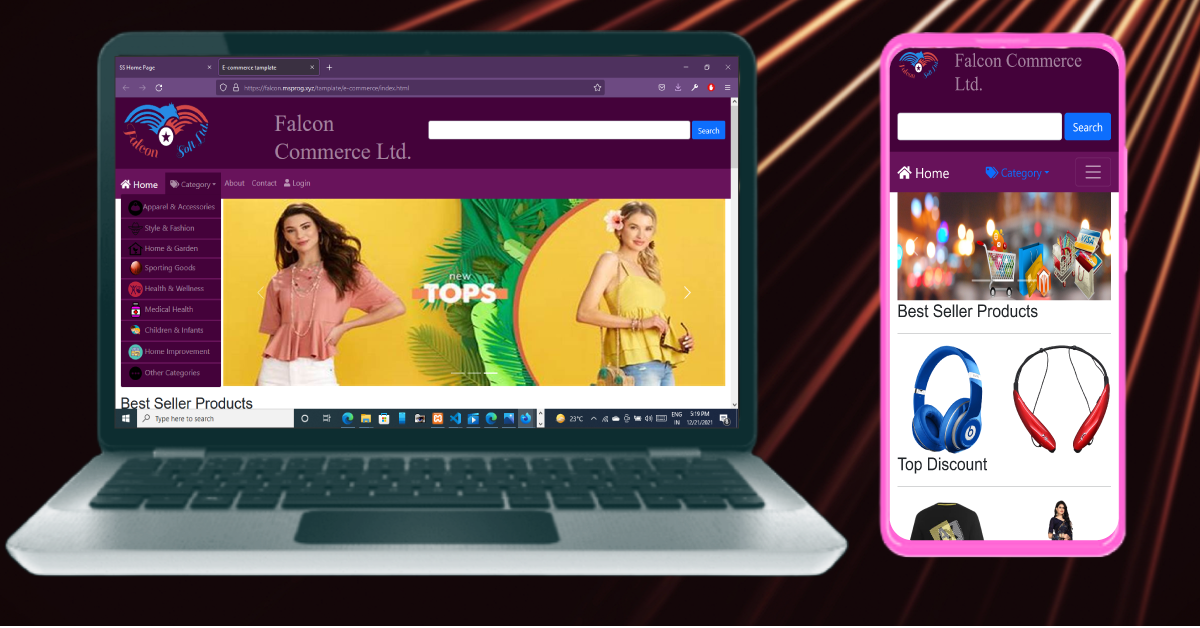 SS Home Page
E-commerce tamplate
https://falcon.msprog.xyz/tamplate/e-commerce/index.html
Falcon Soft Ltd.
Falcon
Commerce Ltd.
Search
Home
Category
About
Contact
Login
Apparel & Accessories
Style & Fashion
Home & Garden
Sporting Goods
Health & Wellness
Medical Health
Children & Infants
Home Improvement
Other Categories
new
TOPS
Best Seller Products
Type here to search
23°C
ENG
IN
5:19 PM
12/21/2021
Falcon Soft Ltd
Falcon Commerce
Ltd.
Search
Home
Category
VISA
Best Seller Products
Top Discount